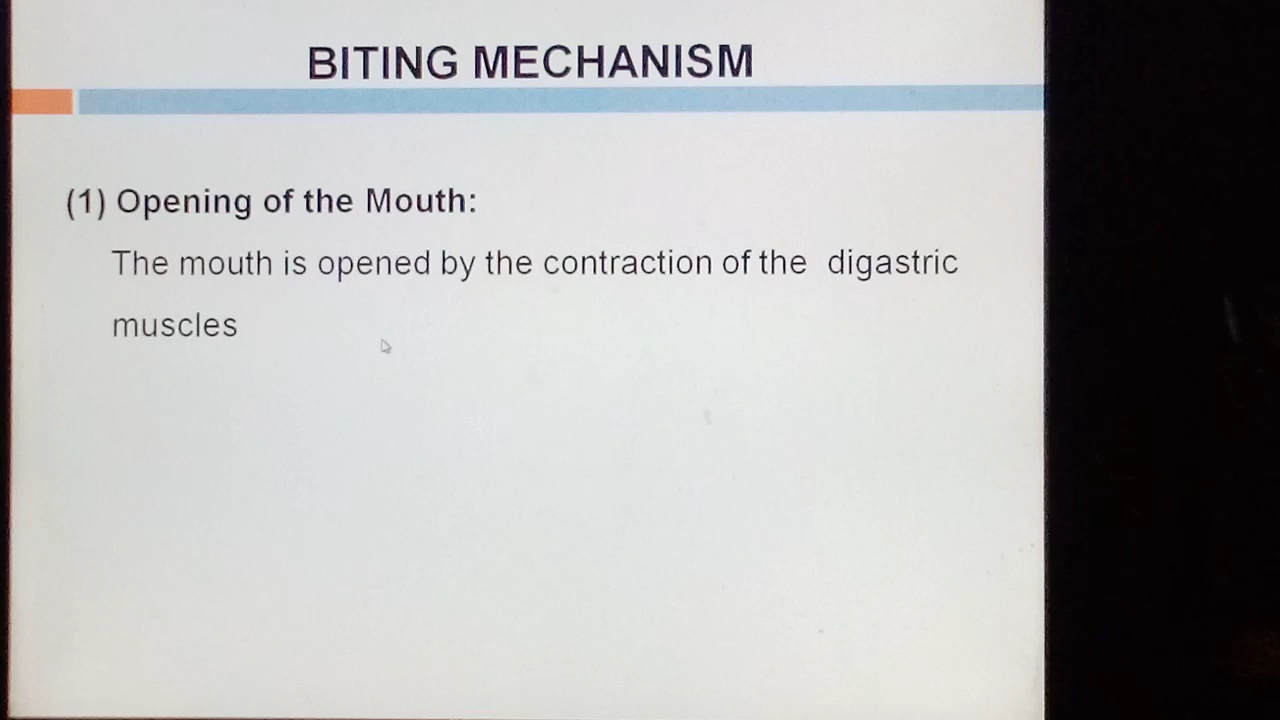 BITING MECHANISM
(1) Opening of the Mouth:
The mouth is opened by the contraction of the digastric
muscles